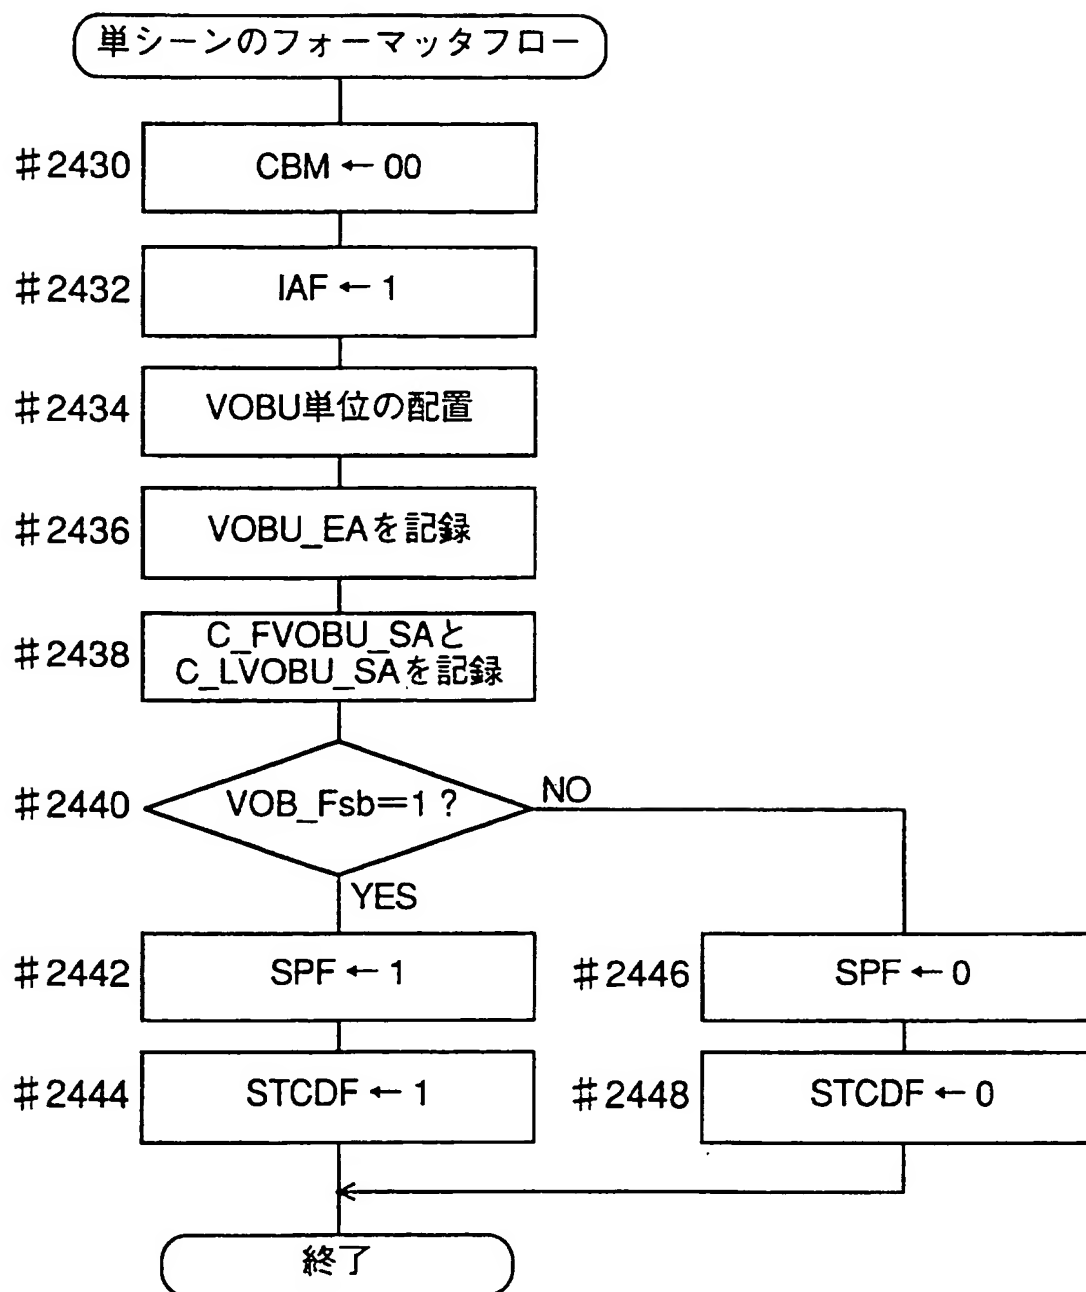 単シーンのフォーマッタフロー
#2430
CBM ← 00
#2432
IAF ← 1
#2434
VOBU単位の配置
#2436
VOBU_EAを記録
#2438
C_FVOBU_SAと
C_LVOBU_SAを記録
#2440
VOB_Fsb=1?
NO
YES
#2442
SPF ← 1
#2446
SPF ← 0
#2444
STCDF ← 1
#2448
STCDF ← 0
終了